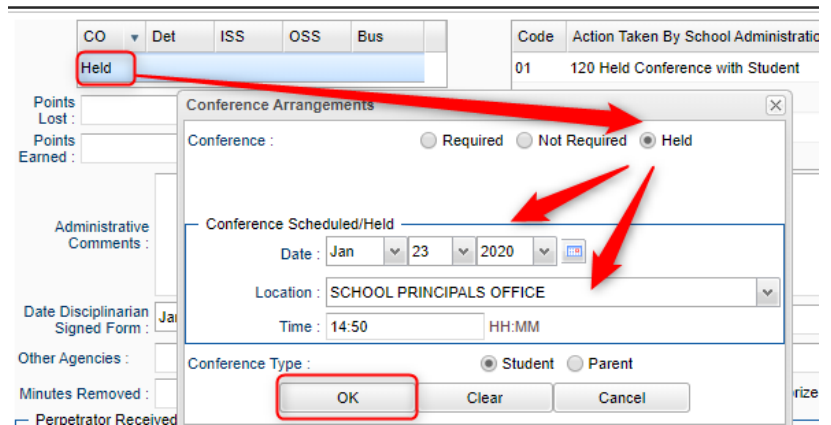 CO Det ISS OSS Bus
Code Action Taken By School Administratio
Held
01 120 Held Conference with Student
Points Lost :
Points Earned :
Conference Arrangements
Conference : Required Not Required Held
Administrative Comments :
Conference Scheduled/Held
Date : Jan 23 2020
Location : SCHOOL PRINCIPALS OFFICE
Time : 14:50 HH:MM
Date Disciplinarian Signed Form : Ja
Other Agencies :
Conference Type : Student Parent
Minutes Removed :
OK Clear Cancel
rize
Perpetrator Received